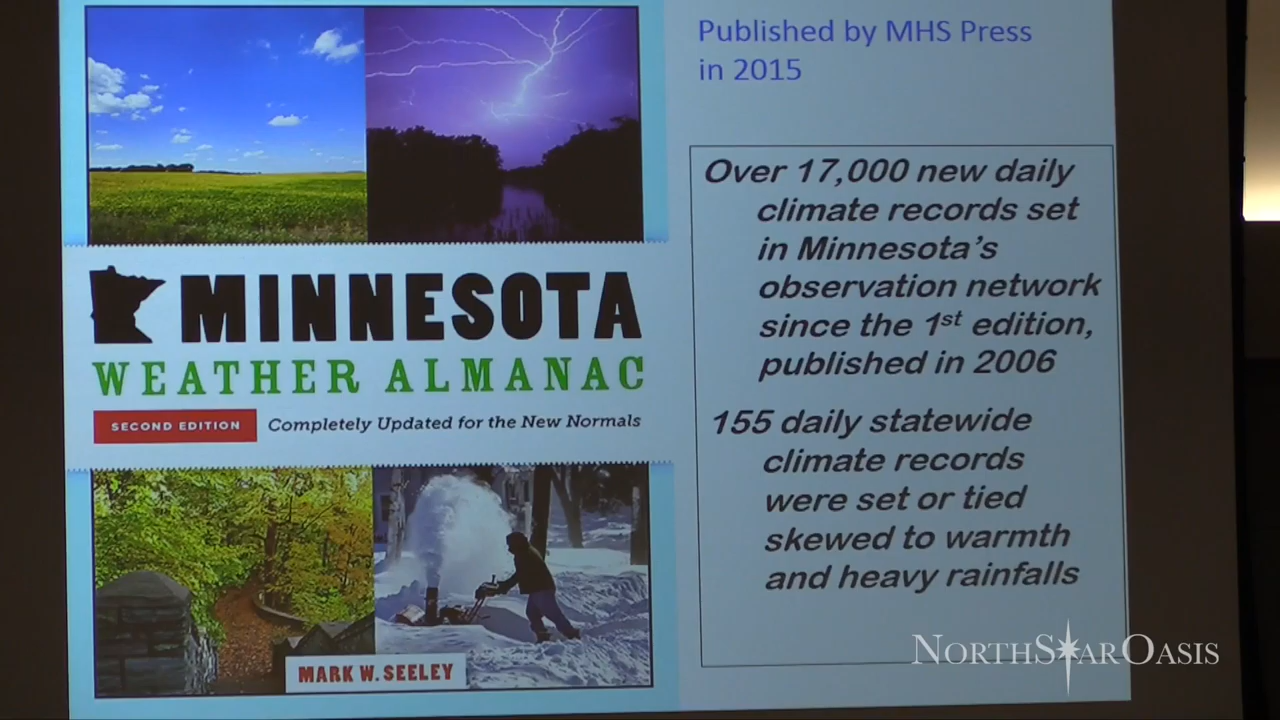 Published by MHS Press
in 2015
MINNESOTA
WEATHER ALMANAC
SECOND EDITION Completely Updated for the New Normals
MARK W. SEELEY
Over 17,000 new daily
climate records set
in Minnesota's
observation network
since the 1st edition,
published in 2006
155 daily statewide
climate records
were set or tied
skewed to warmth
and heavy rainfalls
NORTHSTAROASIS